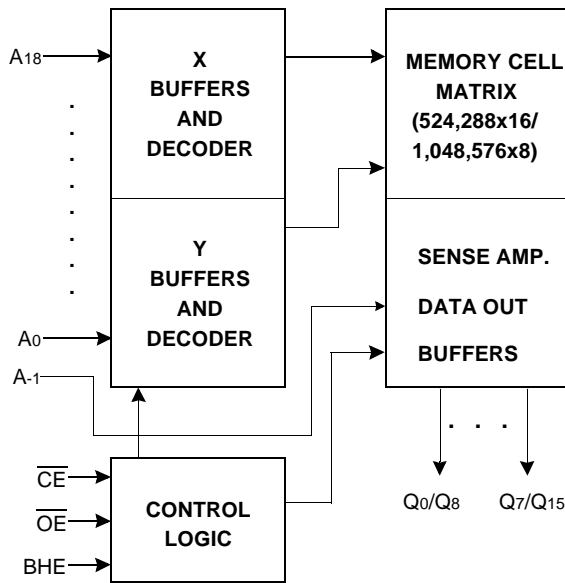 A18
A0
A-1
X
BUFFERS
AND
DECODER
Y
BUFFERS
AND
DECODER
MEMORY CELL
MATRIX
(524,288x16/
1,048,576x8)
SENSE AMP.
DATA OUT
BUFFERS
CE
OE
BHE
CONTROL
LOGIC
Q0/Q8
Q7/Q15